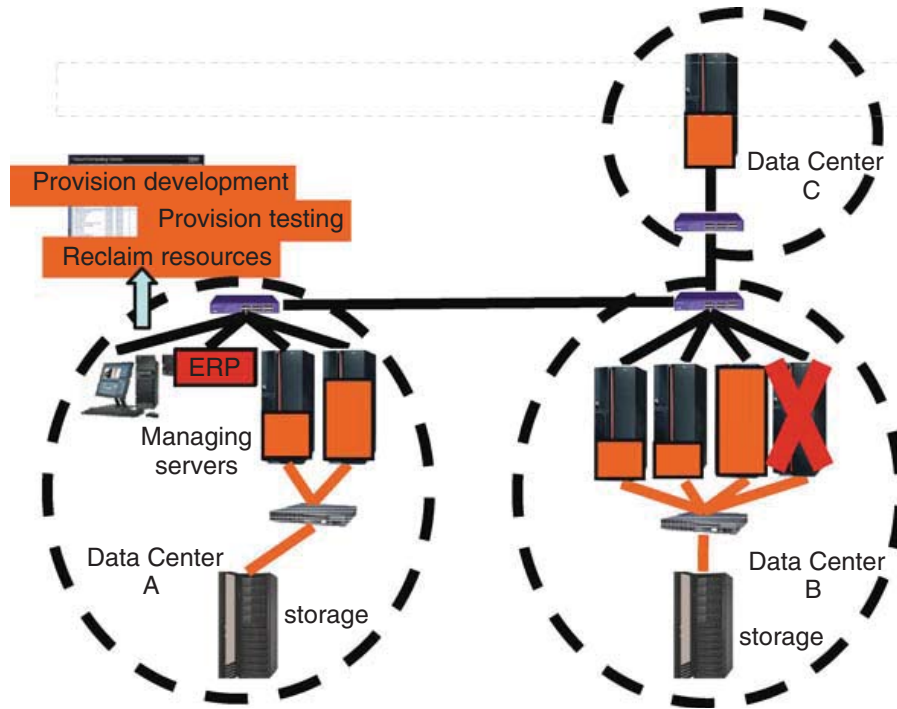 Provision development
Provision testing
Reclaim resources
ERP
Managing
servers
Data Center
A
storage
Data Center
C
Data Center
B
storage